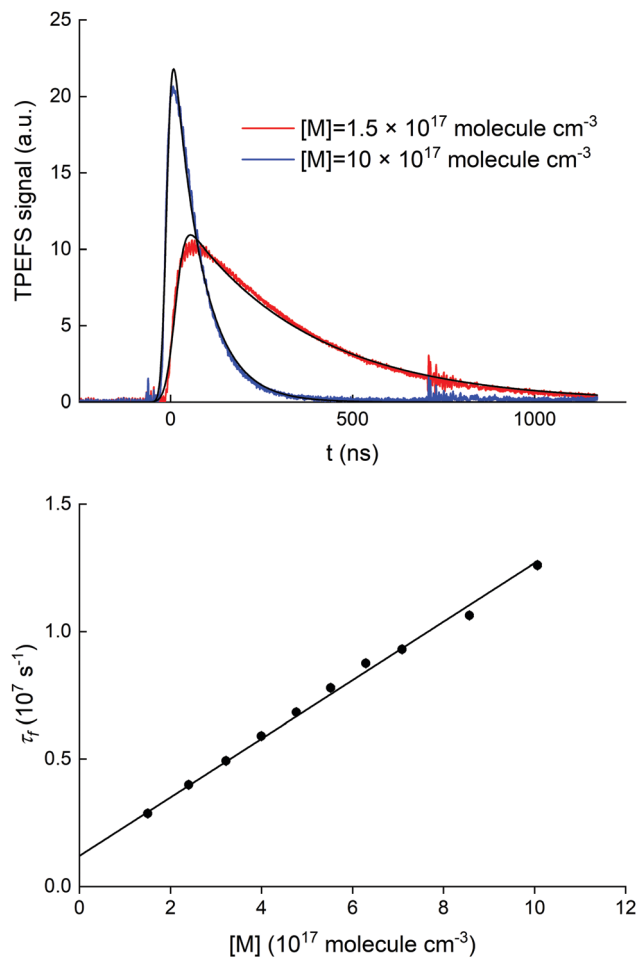 25
20
15
10
5
0
TPEFS signal (a.u.)
[M]=1.5 × 10¹⁷ molecule cm⁻³
[M]=10 × 10¹⁷ molecule cm⁻³
0 500 1000
t (ns)
1.5
1.0
0.5
0.0
τf (10⁷ s⁻¹)
0 2 4 6 8 10 12
[M] (10¹⁷ molecule cm⁻³)